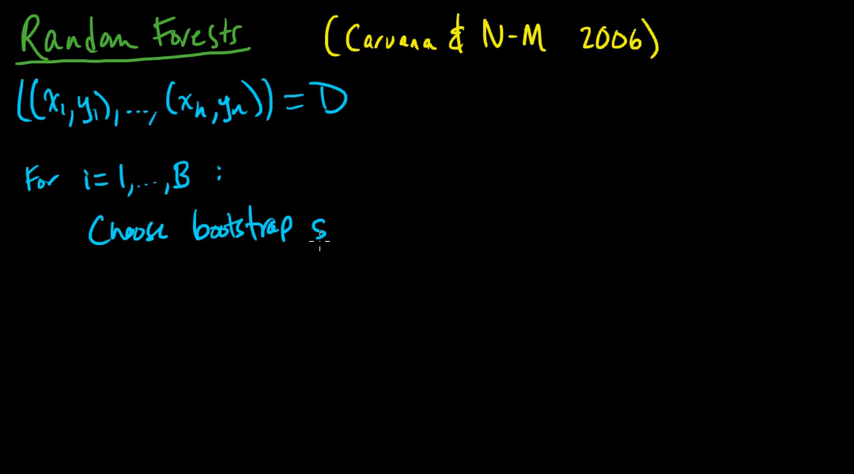 Random Forests (Caruana & N-M 2006)
((x₁,y₁),...,(xₙ,yₙ)) = D
For i=1,...,B :
Choose bootstrap s